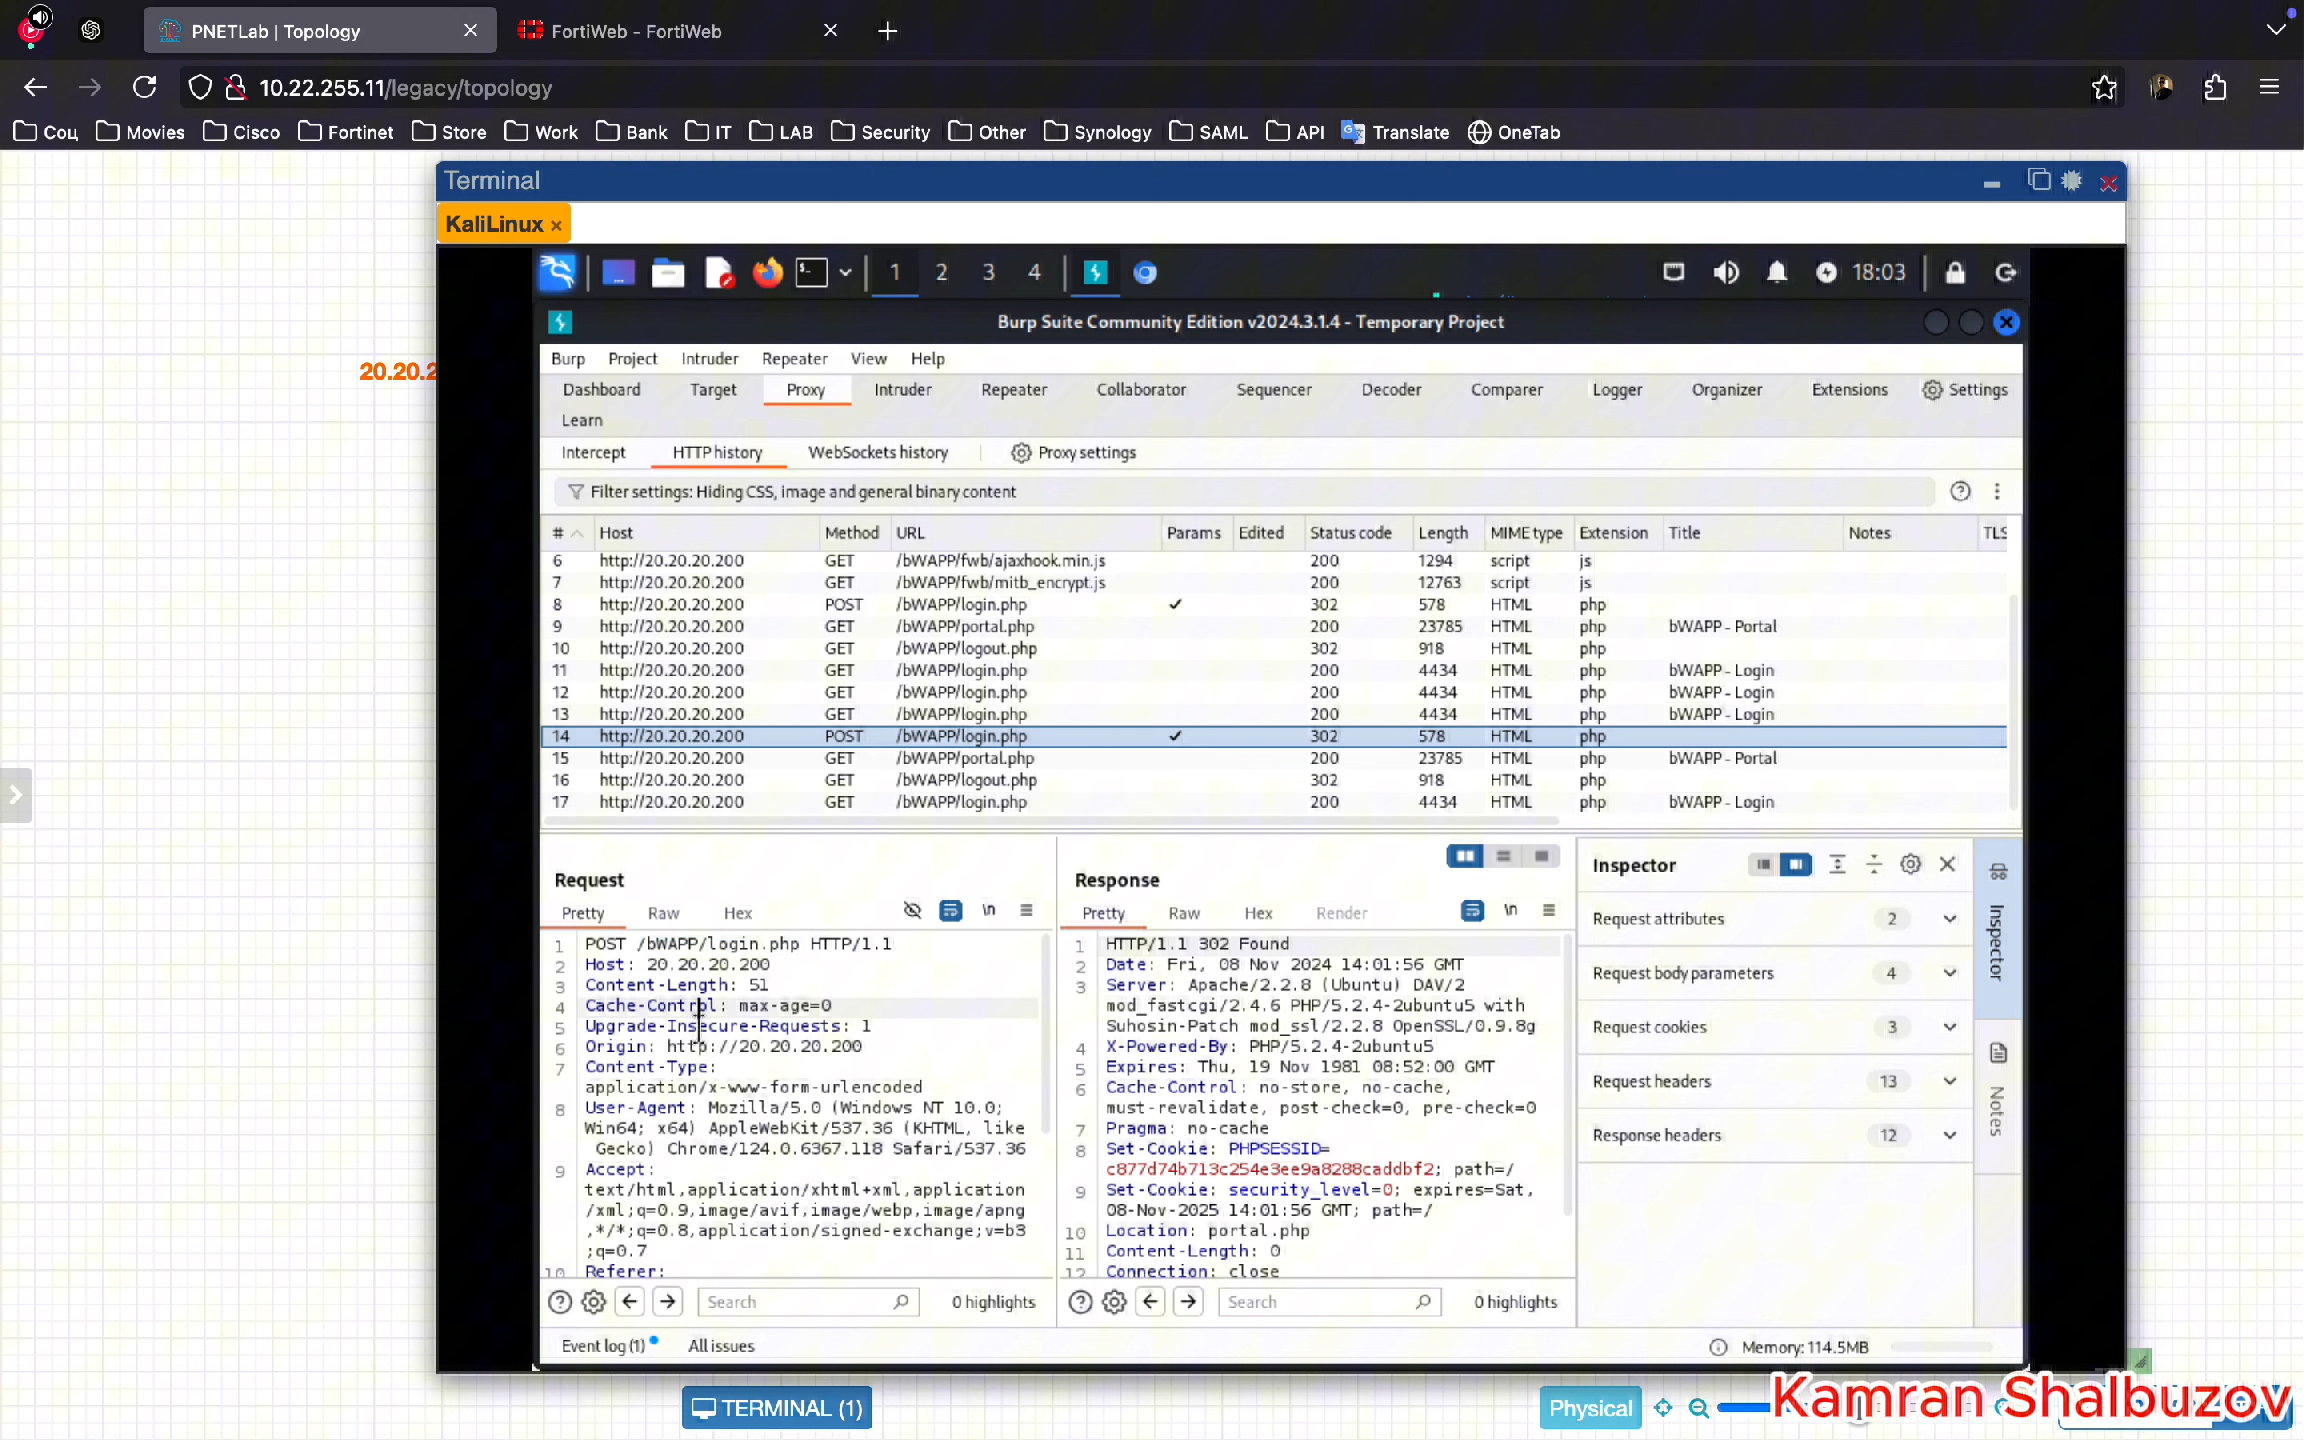 PNETLab | Topology
FortiWeb - FortiWeb
10.22.255.11/legacy/topology
Соц Movies Cisco Fortinet Store Work Bank IT LAB Security Other Synology SAML API Translate OneTab
20.20.2
Terminal
KaliLinux ×
1 2 3 4 18:03
Burp Suite Community Edition v2024.3.1.4 - Temporary Project
Burp Project Intruder Repeater View Help
Dashboard Target Proxy Intruder Repeater Collaborator Sequencer Decoder Comparer Logger Organizer Extensions Settings
Learn
Intercept HTTP history WebSockets history Proxy settings
Filter settings: Hiding CSS, image and general binary content
# Host Method URL Params Edited Status code Length MIME type Extension Title Notes TLS
6 http://20.20.20.200 GET /bWAPP/fwb/ajaxhook.min.js 200 1294 script js
7 http://20.20.20.200 GET /bWAPP/fwb/mitb_encrypt.js 200 12763 script js
8 http://20.20.20.200 POST /bWAPP/login.php ✓ 302 578 HTML php
9 http://20.20.20.200 GET /bWAPP/portal.php 200 23785 HTML php bWAPP - Portal
10 http://20.20.20.200 GET /bWAPP/logout.php 302 918 HTML php
11 http://20.20.20.200 GET /bWAPP/login.php 200 4434 HTML php bWAPP - Login
12 http://20.20.20.200 GET /bWAPP/login.php 200 4434 HTML php bWAPP - Login
13 http://20.20.20.200 GET /bWAPP/login.php 200 4434 HTML php bWAPP - Login
14 http://20.20.20.200 POST /bWAPP/login.php ✓ 302 578 HTML php
15 http://20.20.20.200 GET /bWAPP/portal.php 200 23785 HTML php bWAPP - Portal
16 http://20.20.20.200 GET /bWAPP/logout.php 302 918 HTML php
17 http://20.20.20.200 GET /bWAPP/login.php 200 4434 HTML php bWAPP - Login
Request
Pretty Raw Hex \n
1 POST /bWAPP/login.php HTTP/1.1
2 Host: 20.20.20.200
3 Content-Length: 51
4 Cache-Control: max-age=0
5 Upgrade-Insecure-Requests: 1
6 Origin: http://20.20.20.200
7 Content-Type:
application/x-www-form-urlencoded
8 User-Agent: Mozilla/5.0 (Windows NT 10.0;
Win64; x64) AppleWebKit/537.36 (KHTML, like
Gecko) Chrome/124.0.6367.118 Safari/537.36
9 Accept:
text/html,application/xhtml+xml,application
/xml;q=0.9,image/avif,image/webp,image/apng
,*/*;q=0.8,application/signed-exchange;v=b3
;q=0.7
10 Referer:
Search 0 highlights
Response
Pretty Raw Hex Render \n
1 HTTP/1.1 302 Found
2 Date: Fri, 08 Nov 2024 14:01:56 GMT
3 Server: Apache/2.2.8 (Ubuntu) DAV/2
mod_fastcgi/2.4.6 PHP/5.2.4-2ubuntu5 with
Suhosin-Patch mod_ssl/2.2.8 OpenSSL/0.9.8g
4 X-Powered-By: PHP/5.2.4-2ubuntu5
5 Expires: Thu, 19 Nov 1981 08:52:00 GMT
6 Cache-Control: no-store, no-cache,
must-revalidate, post-check=0, pre-check=0
7 Pragma: no-cache
8 Set-Cookie: PHPSESSID=
c877d74b713c254e3ee9a8288caddbf2; path=/
9 Set-Cookie: security_level=0; expires=Sat,
08-Nov-2025 14:01:56 GMT; path=/
10 Location: portal.php
11 Content-Length: 0
12 Connection: close
Search 0 highlights
Inspector
Request attributes 2
Request body parameters 4
Request cookies 3
Request headers 13
Response headers 12
Inspector
Notes
Event log (1) All issues
Memory: 114.5MB
TERMINAL (1)
Physical
Kamran Shalbuzov